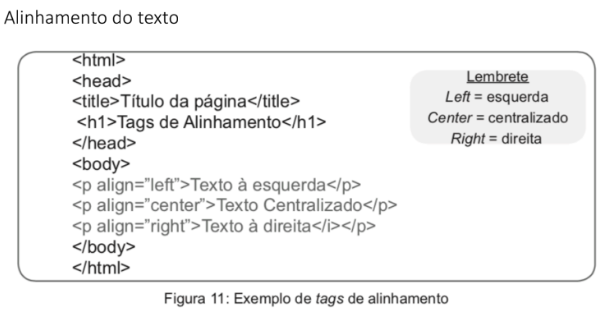 Alinhamento do texto
<html>
<head>
<title>Título da página</title>
<h1>Tags de Alinhamento</h1>
</head>
<body>
<p align=”left”>Texto à esquerda</p>
<p align=”center”>Texto Centralizado</p>
<p align=”right”>Texto à direita</i></p>
</body>
</html>
Lembrete
Left = esquerda
Center = centralizado
Right = direita
Figura 11: Exemplo de tags de alinhamento